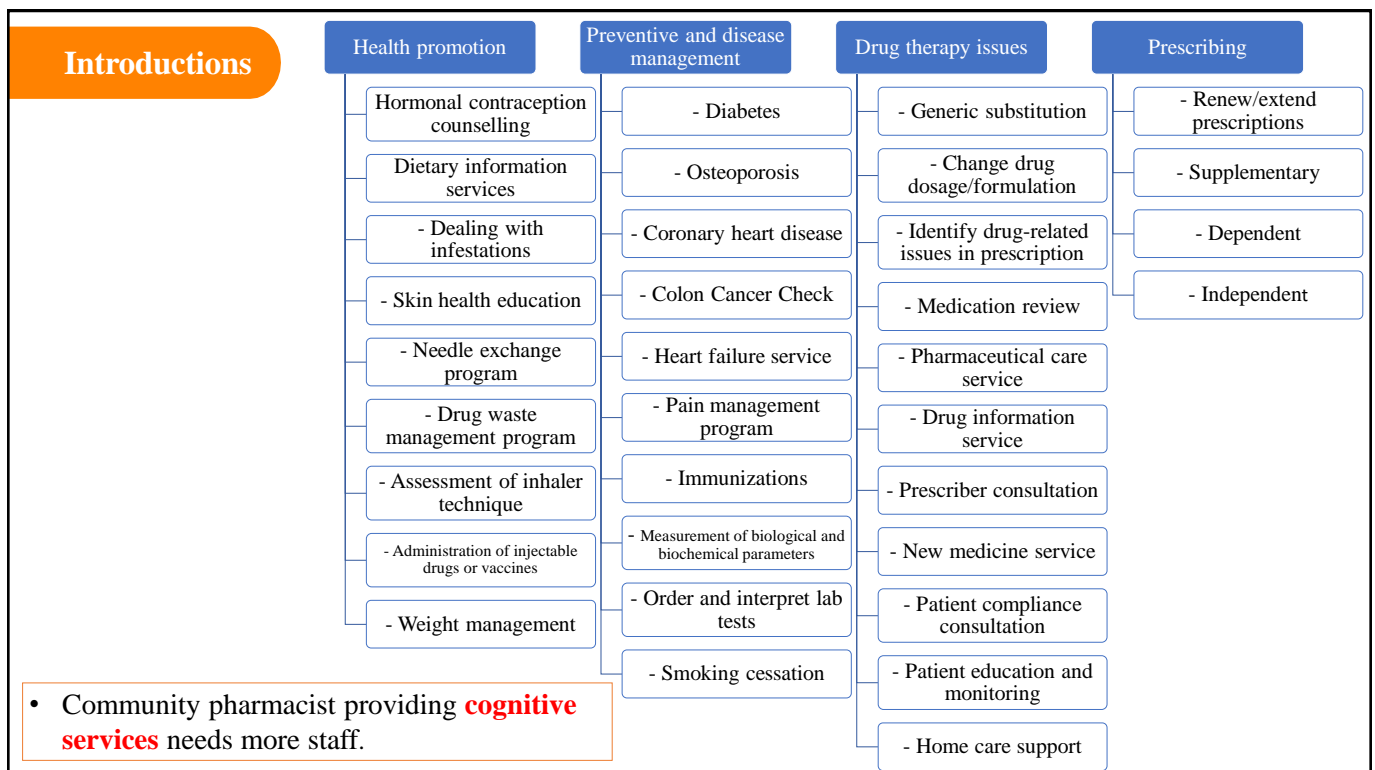 Introductions
Health promotion
Hormonal contraception
counselling
Dietary information
services
- Dealing with
infestations
- Skin health education
- Needle exchange
program
- Drug waste
management program
- Assessment of inhaler
technique
- Administration of injectable
drugs or vaccines
- Weight management
Preventive and disease
management
- Diabetes
- Osteoporosis
- Coronary heart disease
- Colon Cancer Check
- Heart failure service
- Pain management
program
- Immunizations
- Measurement of biological and
biochemical parameters
- Order and interpret lab
tests
- Smoking cessation
Drug therapy issues
- Generic substitution
- Change drug
dosage/formulation
- Identify drug-related
issues in prescription
- Medication review
- Pharmaceutical care
service
- Drug information
service
- Prescriber consultation
- New medicine service
- Patient compliance
consultation
- Patient education and
monitoring
- Home care support
Prescribing
- Renew/extend
prescriptions
- Supplementary
- Dependent
- Independent
• Community pharmacist providing cognitive
services needs more staff.